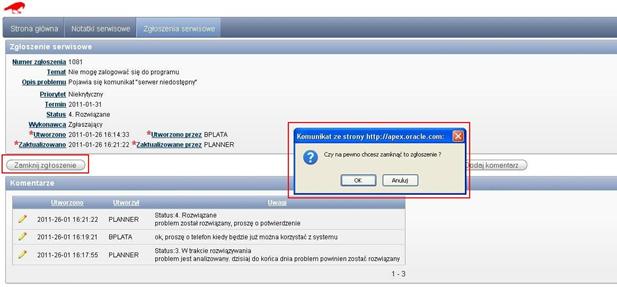 Strona główna Notatki serwisowe Zgłoszenia serwisowe
Zgłoszenie serwisowe
Numer zgłoszenia 1081
Temat Nie mogę zalogować się do programu
Opis problemu Pojawia się komunikat "serwer niedostępny"
Priorytet Niekrytyczny
Termin 2011-01-31
Status 4. Rozwiązane
Wykonawca Zgłaszający
*Utworzono 2011-01-26 16:14:33 *Utworzono przez BPLATA
*Zaktualizowano 2011-01-26 16:21:22 *Zaktualizowane przez PLANNER
Komunikat ze strony http://apex.oracle.com:
Czy na pewno chcesz zamknąć to zgłoszenie ?
OK Anuluj
Zamknij zgłoszenie
Dodaj komentarz
Komentarze
Utworzono Utworzył Uwagi
2011-26-01 16:21:22 PLANNER Status:4. Rozwiązane
problem został rozwiązany, proszę o potwierdzenie
2011-26-01 16:19:21 BPLATA ok, proszę o telefon kiedy będzie już można korzystać z systemu
2011-26-01 16:17:55 PLANNER Status:3. W trakcie rozwiązywania
problem jest analizowany. dzisiaj do końca dnia problem powinien zostać rozwiązany
1 - 3